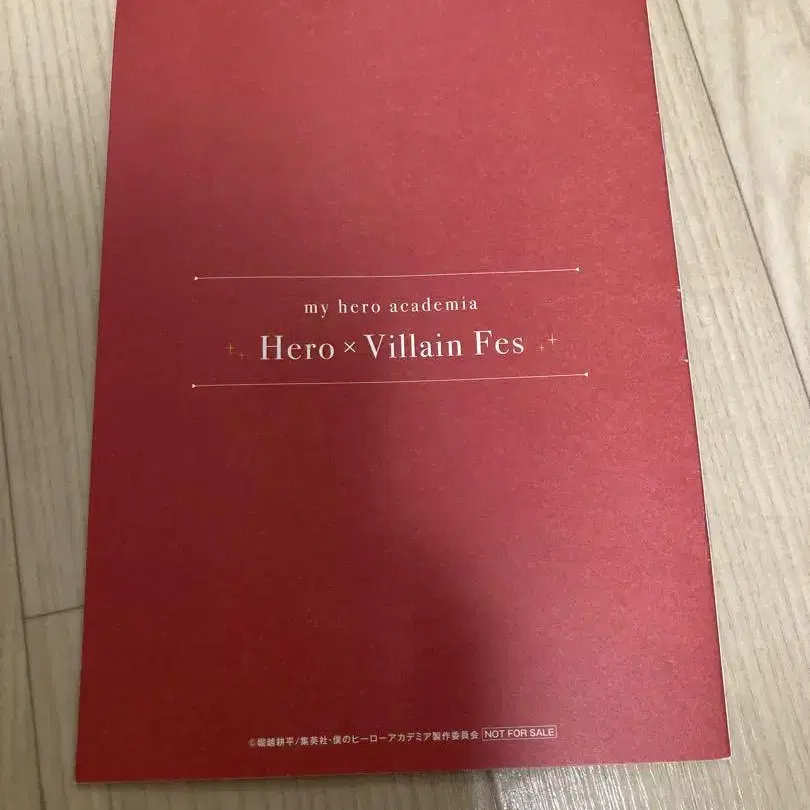 my hero academia
Hero × Villain Fes
©堀越耕平/集英社・僕のヒーローアカデミア製作委員会 NOT FOR SALE